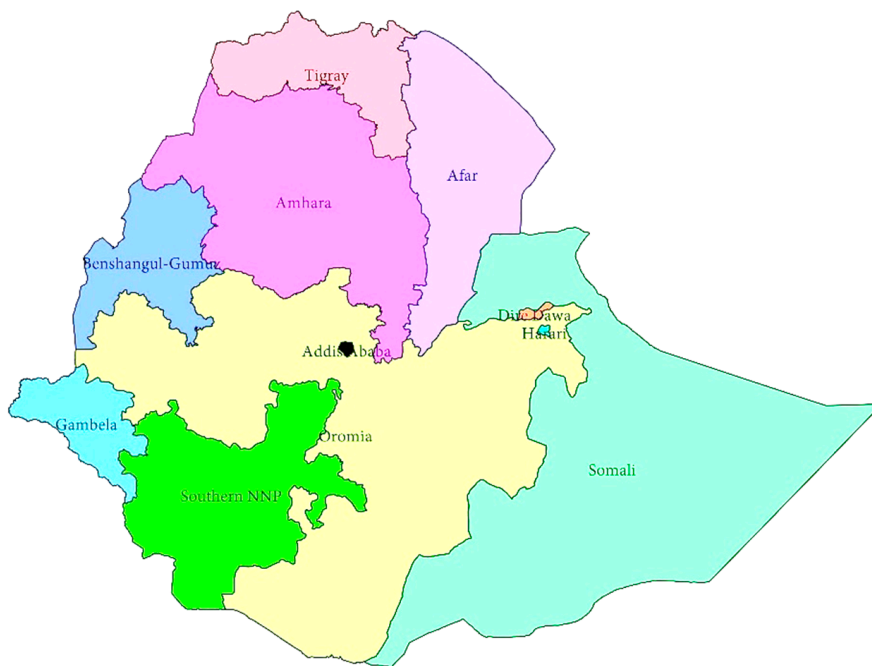 Tigray
Afar
Amhara
Benshangul-Gumuz
Dire Dawa
Harari
Addis Ababa
Gambela
Oromia
Somali
Southern NNP